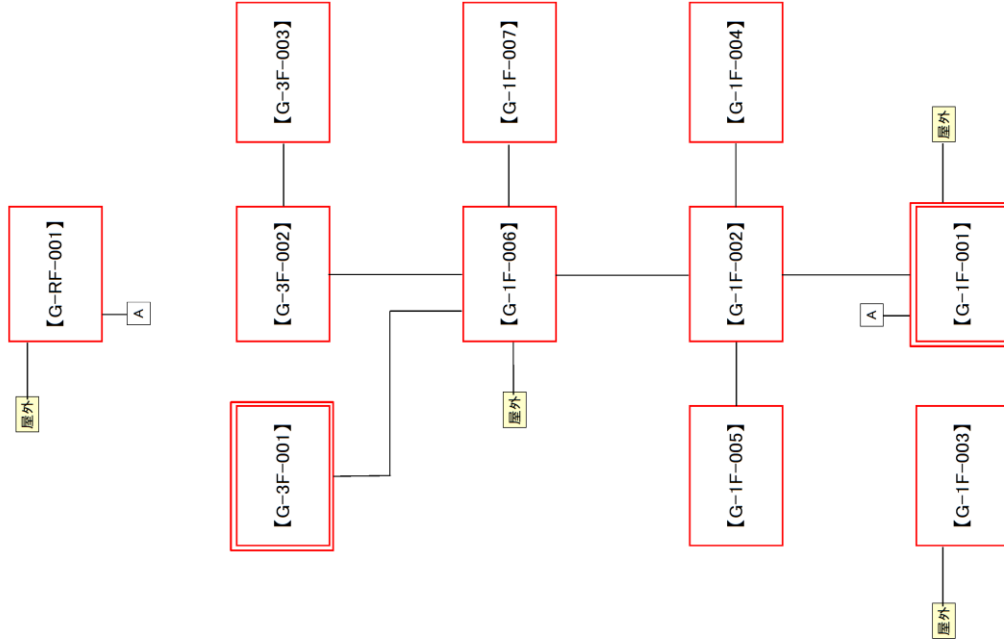 【G-3F-003】
【G-1F-007】
【G-1F-004】
屋外
【G-RF-001】
【G-3F-002】
【G-1F-006】
【G-1F-002】
【G-1F-001】
A
A
屋外
【G-3F-001】
屋外
【G-1F-005】
【G-1F-003】
屋外